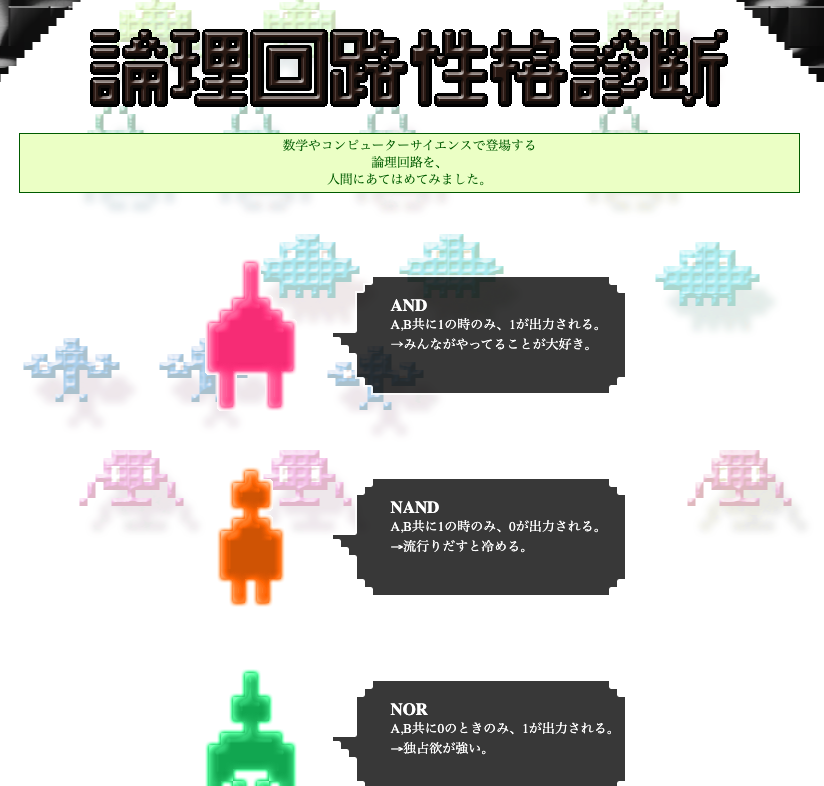 論理回路性格診断
数学やコンピューターサイエンスで登場する
論理回路を、
人間にあてはめてみました。
AND
A,B共に1の時のみ、1が出力される。
→みんながやってることが大好き。
NAND
A,B共に1の時のみ、0が出力される。
→流行りだすと冷める。
NOR
A,B共に0のときのみ、1が出力される。
→独占欲が強い。